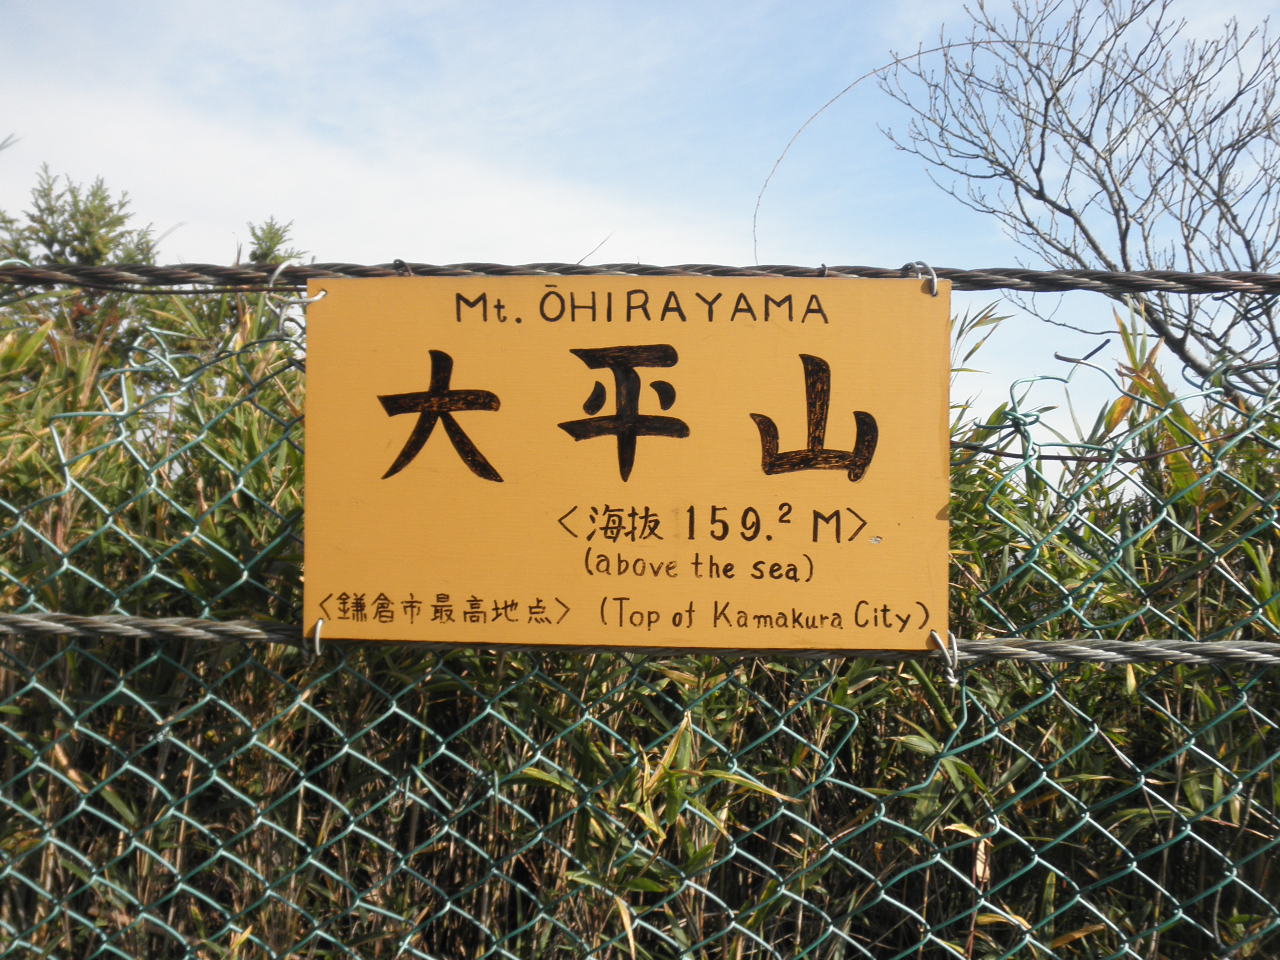 Mt. ŌHIRAYAMA
大平山
<海抜 159.² M>
(above the sea)
<鎌倉市最高地点> (Top of Kamakura City)